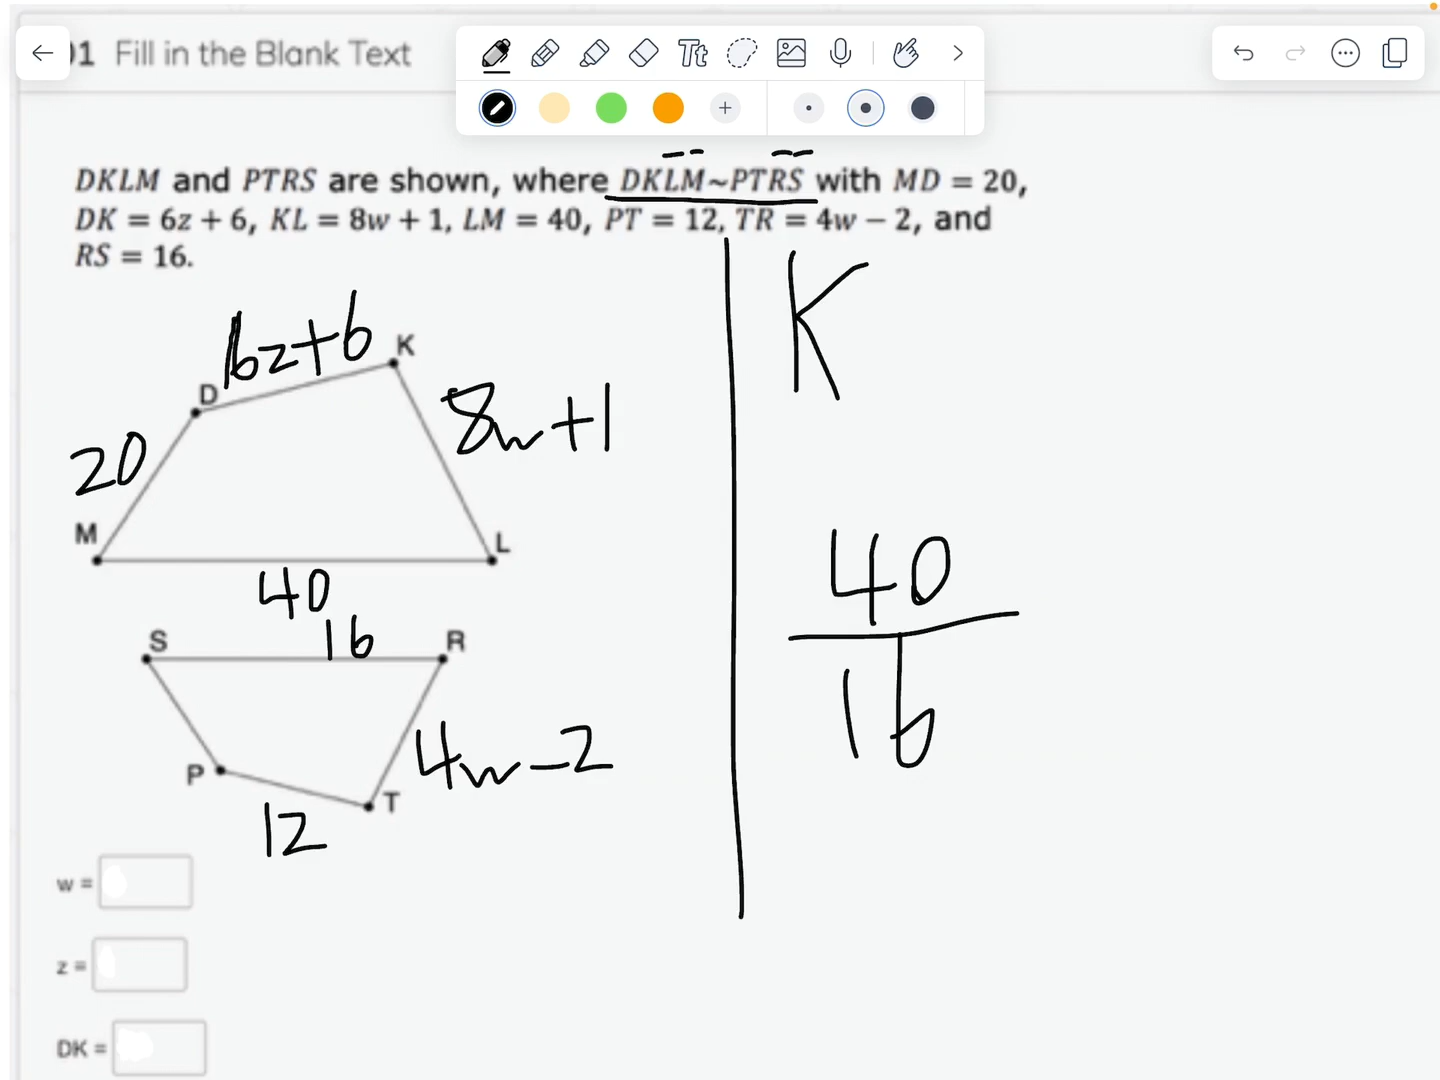 01 Fill in the Blank Text
Tt
DKLM and PTRS are shown, where DKLM~PTRS with MD = 20,
DK = 6z + 6, KL = 8w + 1, LM = 40, PT = 12, TR = 4w − 2, and
RS = 16.
K
6z+6
K
D
8w+1
20
M
L
40
40
16
16
S
R
4w-2
P
T
12
w =
z =
DK =